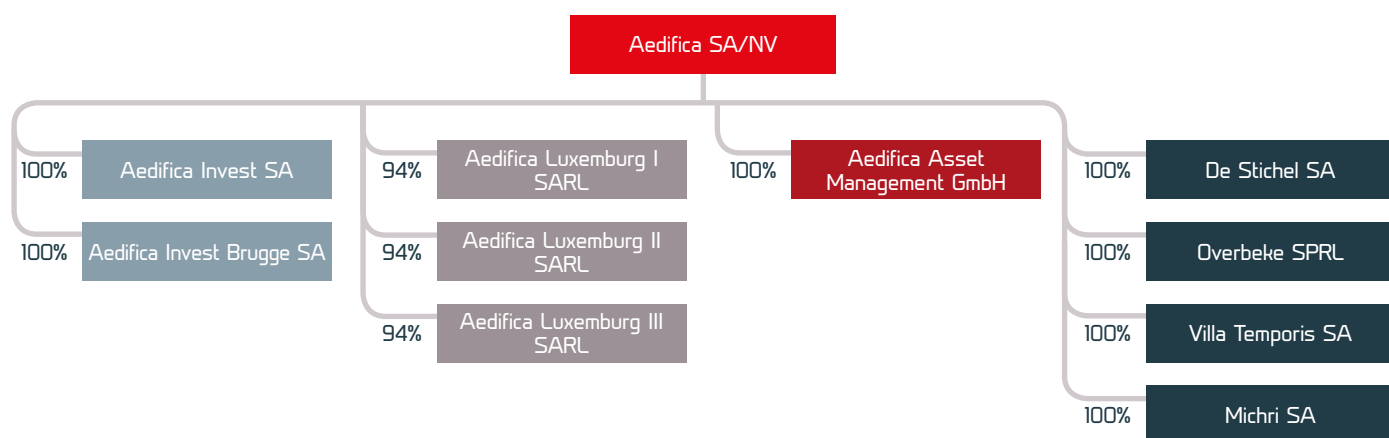 Aedifica SA/NV
100%
Aedifica Invest SA
94%
Aedifica Luxemburg I
SARL
100%
Aedifica Asset
Management GmbH
100%
De Stichel SA
100%
Aedifica Invest Brugge SA
94%
Aedifica Luxemburg II
SARL
100%
Overbeke SPRL
94%
Aedifica Luxemburg III
SARL
100%
Villa Temporis SA
100%
Michri SA